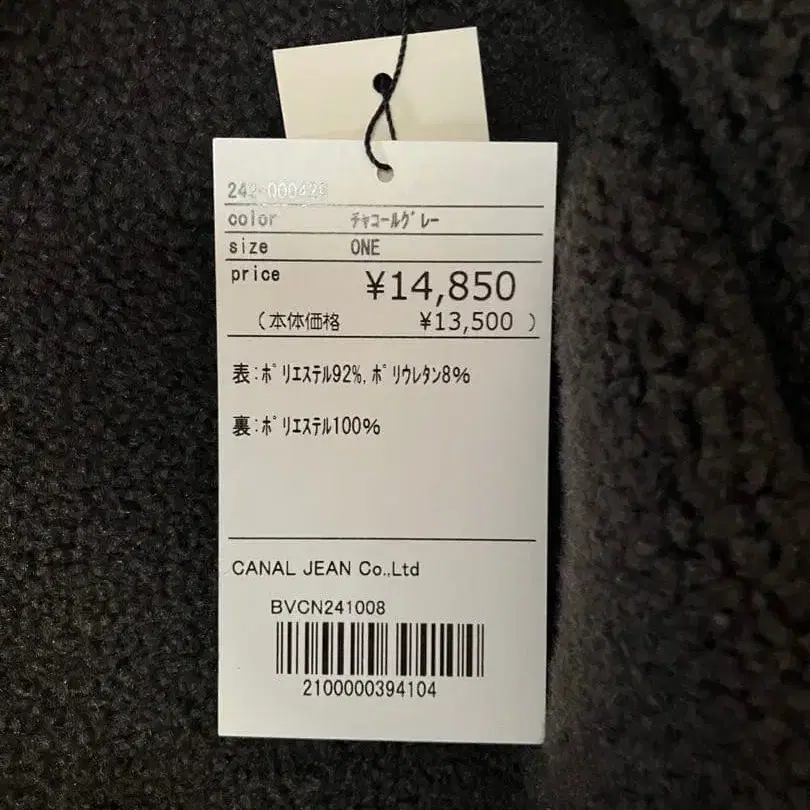 color チャコールグレー
size ONE
price ¥14,850
(本体価格 ¥13,500 )
表:ポリエステル92%,ポリウレタン8%
裏:ポリエステル100%
CANAL JEAN Co.,Ltd
BVCN241008
2100000394104